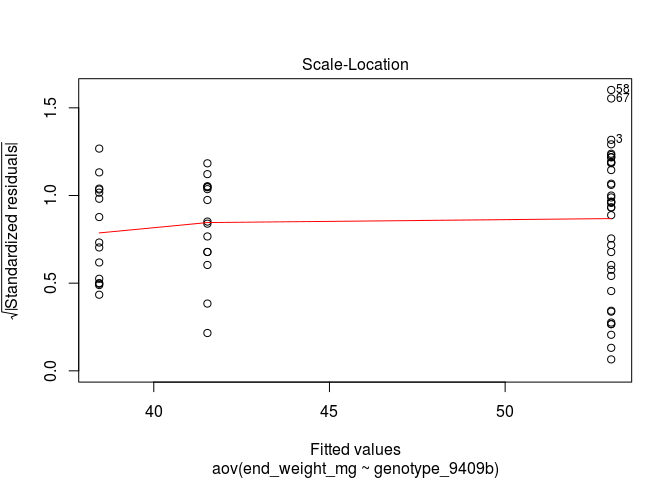 Scale-Location
√|Standardized residuals|
0.0 0.5 1.0 1.5
58
67
3
40 45 50
Fitted values
aov(end_weight_mg ~ genotype_9409b)